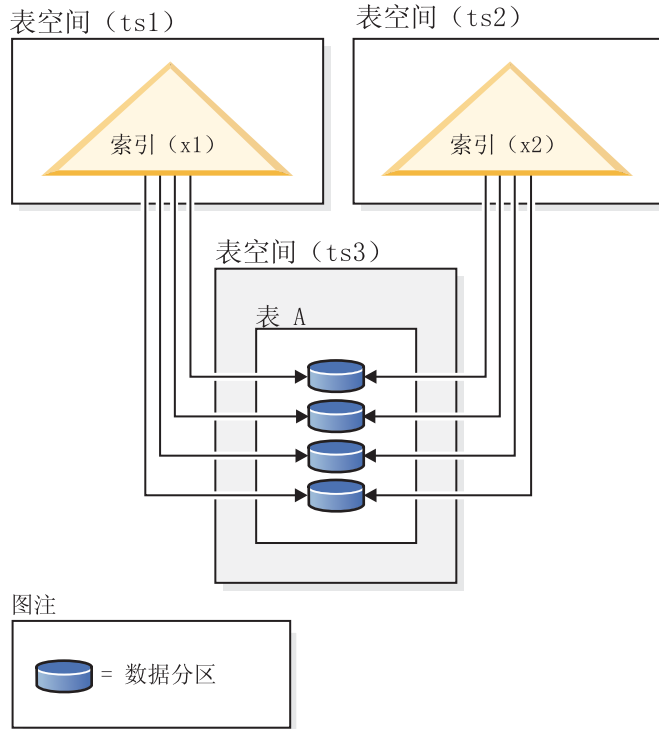 表空间（ts1）
表空间（ts2）
索引（x1）
索引（x2）
表空间（ts3）
表 A
图注
= 数据分区